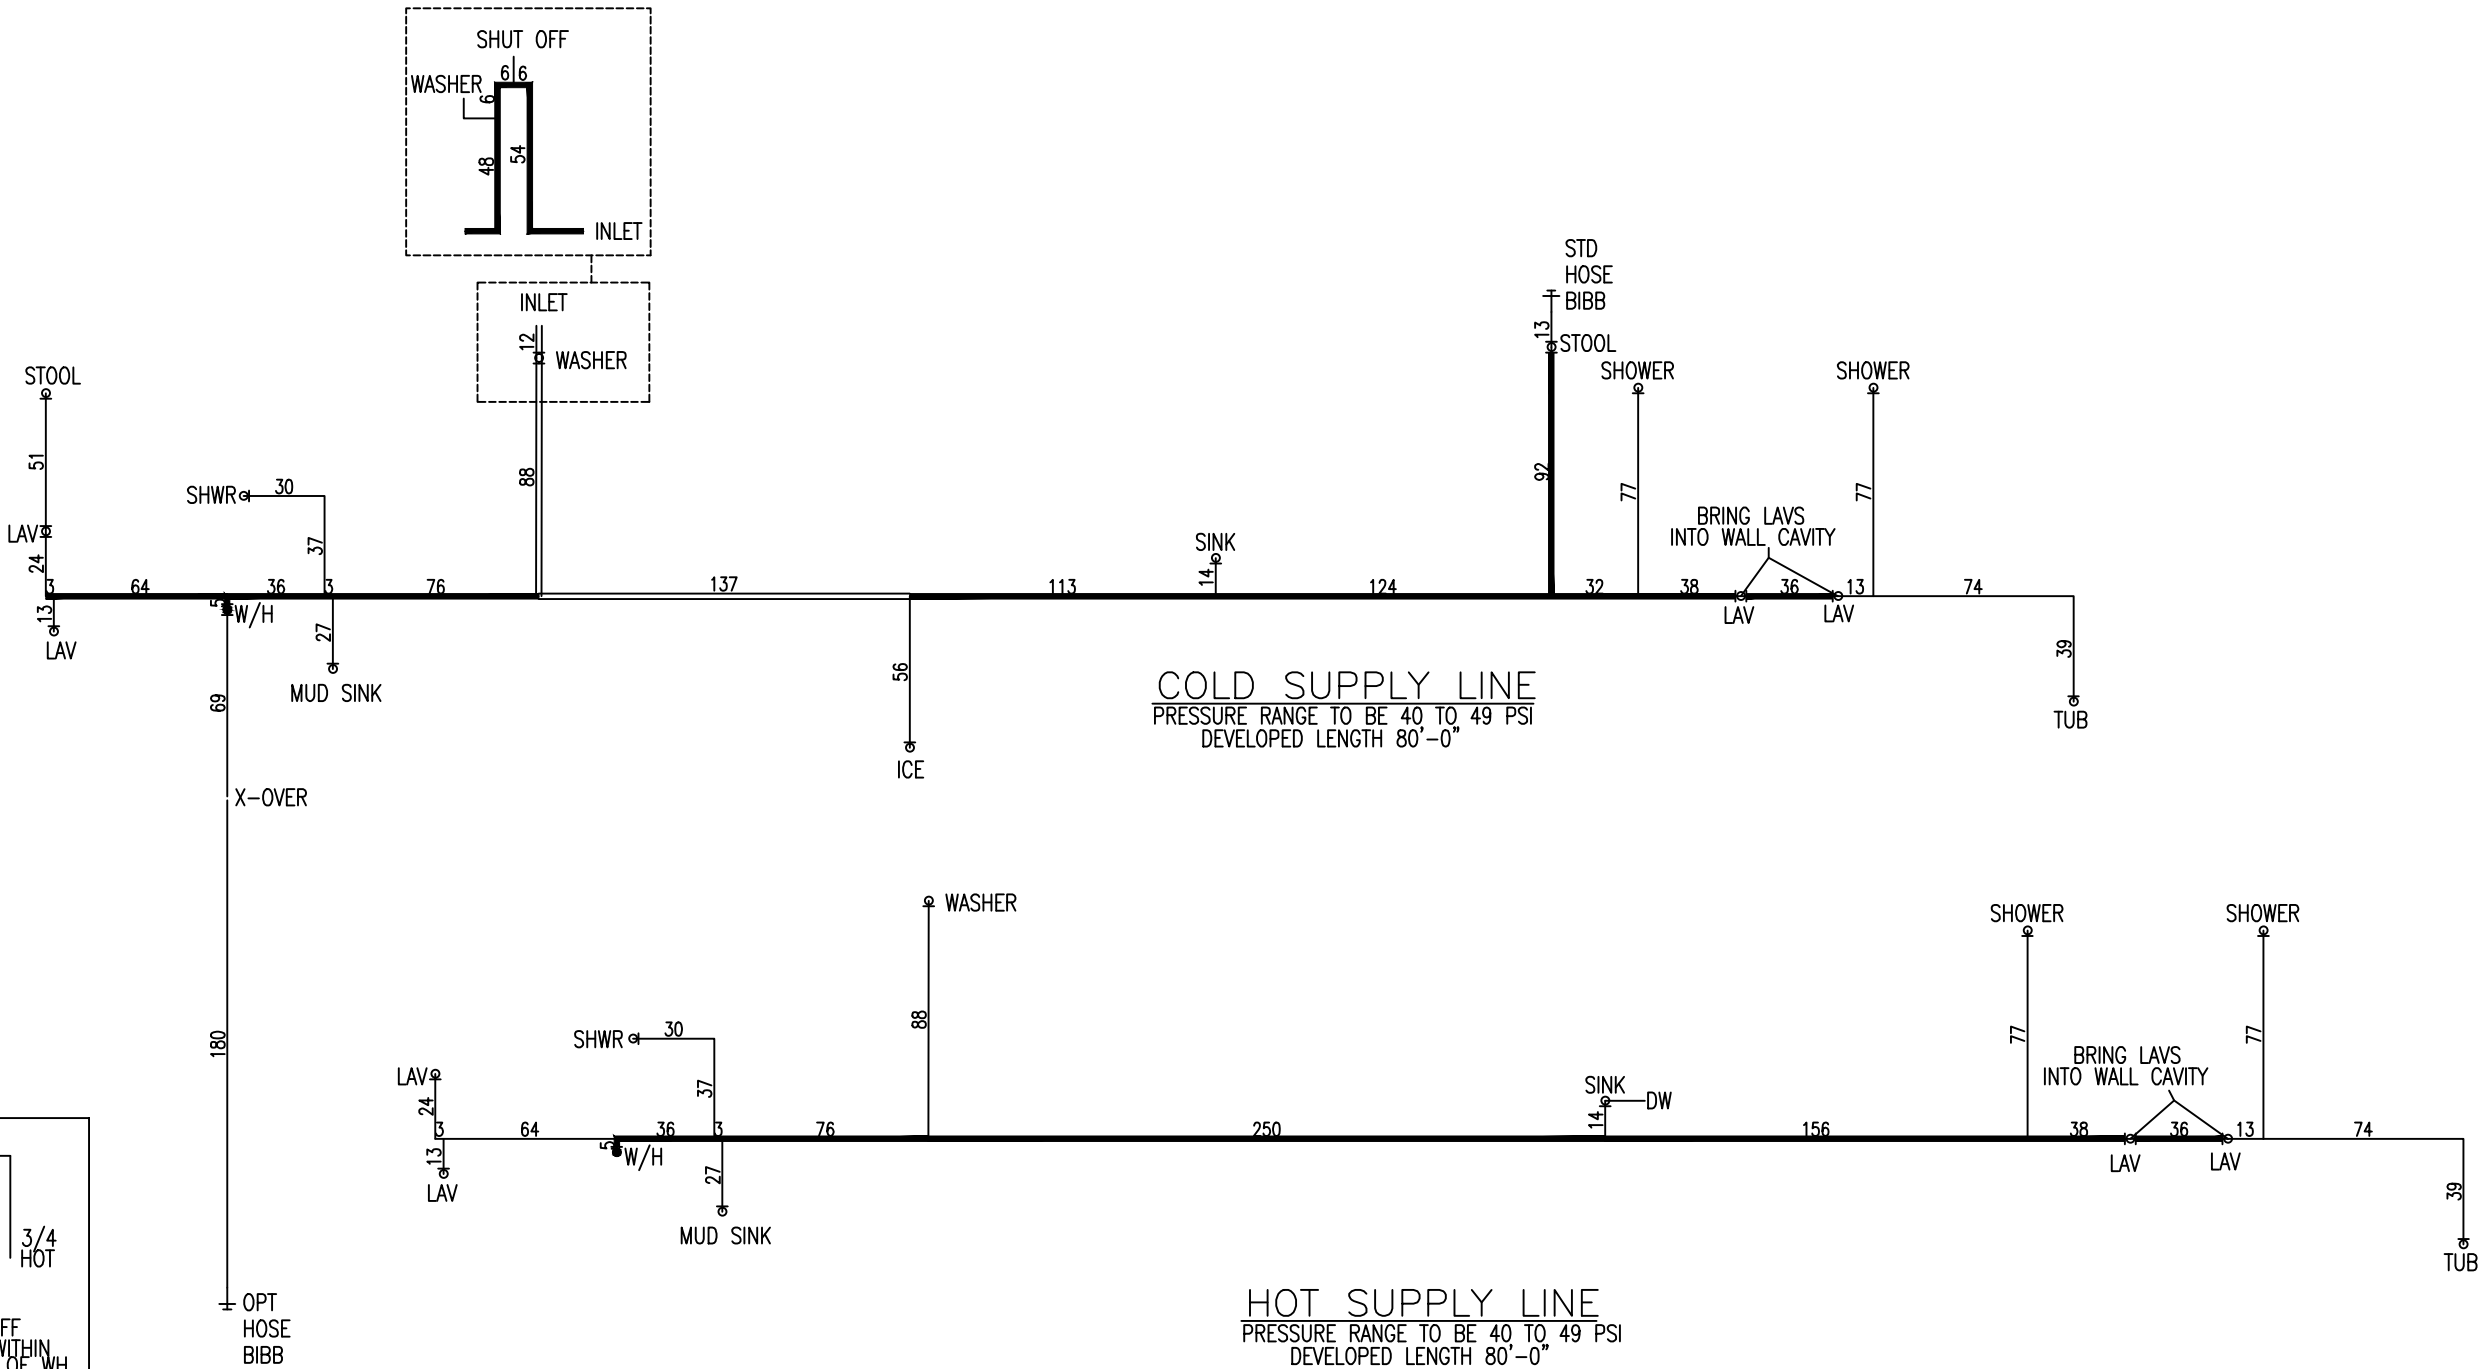 SHUT OFF
6 6
WASHER
6
48
54
INLET
INLET
12
WASHER
88
STD
HOSE
BIBB
13
STOOL
92
SHOWER
77
SHOWER
77
STOOL
51
LAV
24
SHWR
30
37
BRING LAVS
INTO WALL CAVITY
SINK
14
3
64
36
3
76
137
113
124
32
38
36
13
74
13
LAV
5
W/H
27
MUD SINK
LAV
LAV
39
TUB
69
56
ICE
COLD SUPPLY LINE
PRESSURE RANGE TO BE 40 TO 49 PSI
DEVELOPED LENGTH 80'-0"
X-OVER
180
OPT
HOSE
BIBB
WASHER
88
SHOWER
77
SHOWER
77
SHWR
30
37
LAV
24
SINK
DW
14
BRING LAVS
INTO WALL CAVITY
3
64
36
3
76
250
156
38
36
13
74
13
LAV
5
W/H
27
MUD SINK
LAV
LAV
39
TUB
HOT SUPPLY LINE
PRESSURE RANGE TO BE 40 TO 49 PSI
DEVELOPED LENGTH 80'-0"
3/4
HOT
FF
WITHIN
OF WH